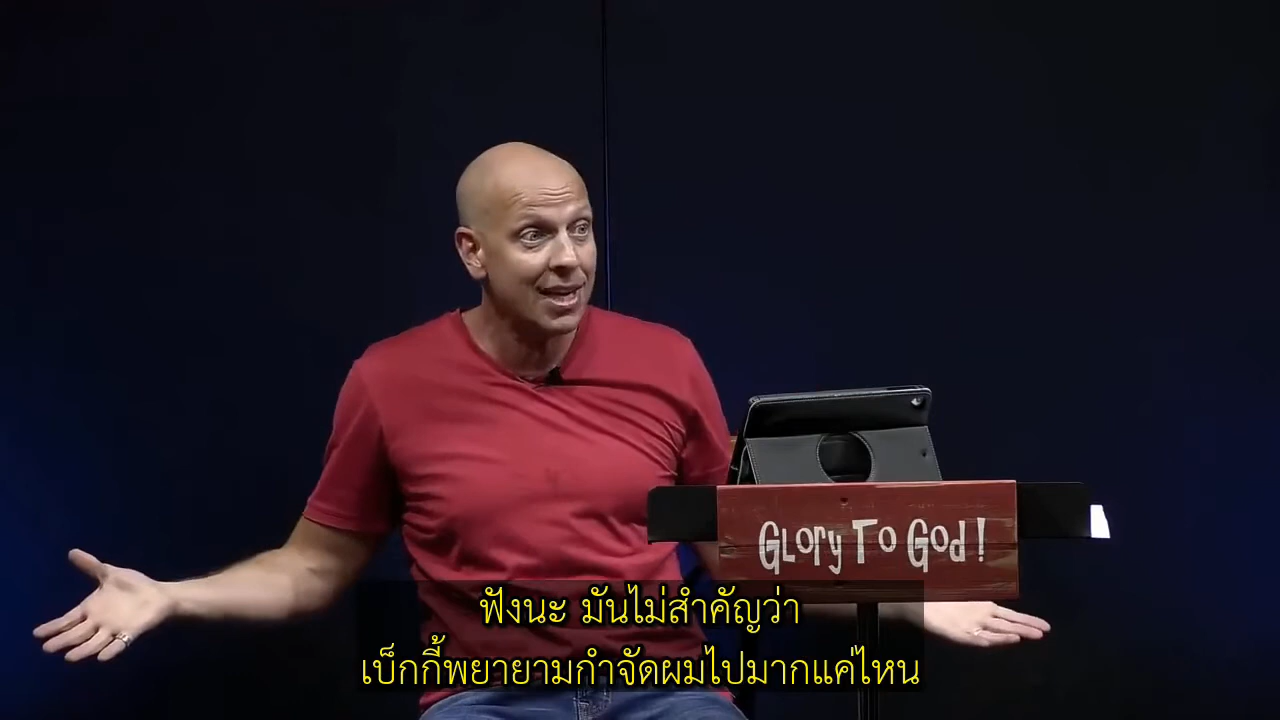 Glory To God!
ฟังนะ มันไม่สำคัญว่า
เบ็กกี้พยายามกำจัดผมไปมากแค่ไหน